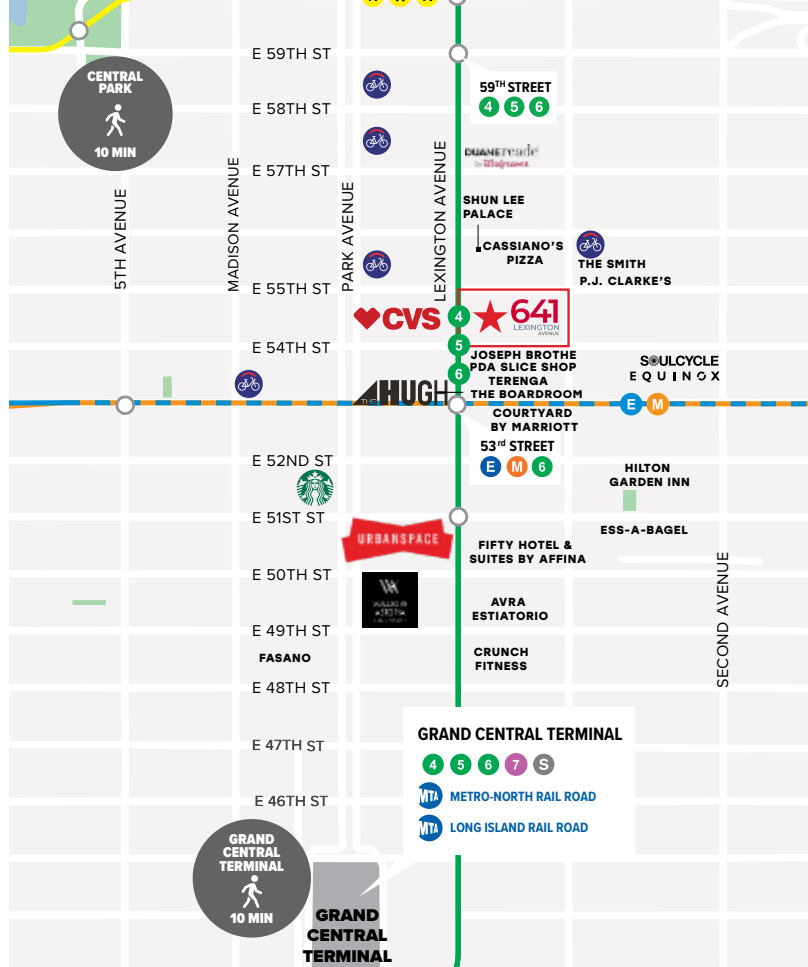 E 59TH ST
CENTRAL
PARK
10 MIN
59TH STREET
4 5 6
E 58TH ST
DUANEreade
by Walgreens
E 57TH ST
5TH AVENUE
MADISON AVENUE
PARK AVENUE
LEXINGTON AVENUE
SHUN LEE
PALACE
CASSIANO'S
PIZZA
THE SMITH
P.J. CLARKE'S
E 55TH ST
CVS
4
641
LEXINGTON
AVENUE
E 54TH ST
5
JOSEPH BROTHE
PDA SLICE SHOP
TERENGA
THE BOARDROOM
6
SOULCYCLE
EQUINOX
THE HUGH
E M
COURTYARD
BY MARRIOTT
53rd STREET
E M 6
E 52ND ST
HILTON
GARDEN INN
E 51ST ST
URBANSPACE
ESS-A-BAGEL
FIFTY HOTEL &
SUITES BY AFFINA
SECOND AVENUE
E 50TH ST
WALDORF
ASTORIA
AVRA
ESTIATORIO
E 49TH ST
FASANO
CRUNCH
FITNESS
E 48TH ST
E 47TH ST
GRAND CENTRAL TERMINAL
4 5 6 7 S
MTA METRO-NORTH RAIL ROAD
MTA LONG ISLAND RAIL ROAD
E 46TH ST
GRAND
CENTRAL
TERMINAL
10 MIN
GRAND
CENTRAL
TERMINAL